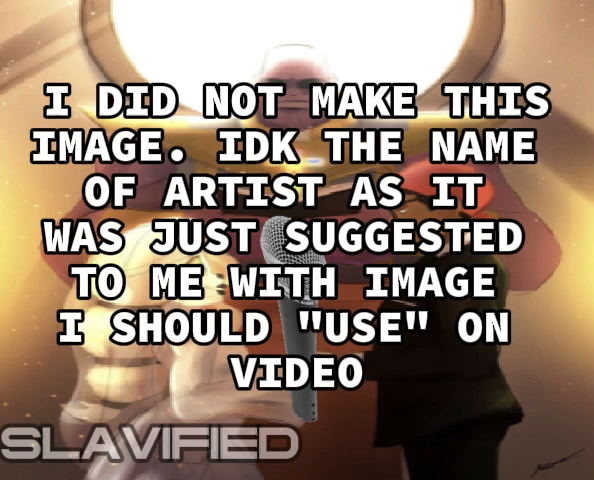 I DID NOT MAKE THIS
IMAGE. IDK THE NAME
OF ARTIST AS IT
WAS JUST SUGGESTED
TO ME WITH IMAGE
I SHOULD "USE" ON
VIDEO
SLAVIFIED